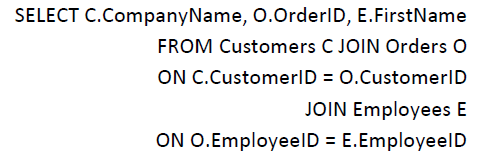 SELECT C.CompanyName, O.OrderID, E.FirstName
FROM Customers C JOIN Orders O
ON C.CustomerID = O.CustomerID
JOIN Employees E
ON O.EmployeeID = E.EmployeeID